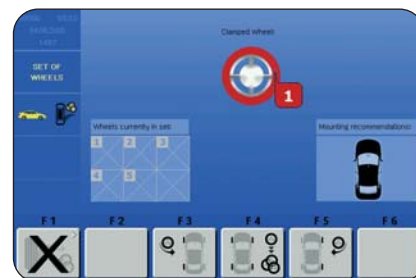 Clamped wheel:
SET OF
WHEELS
1
Wheels currently in set:
Mounting recommendations:
1 2 3
4 5
F1 F2 F3 F4 F5 F6